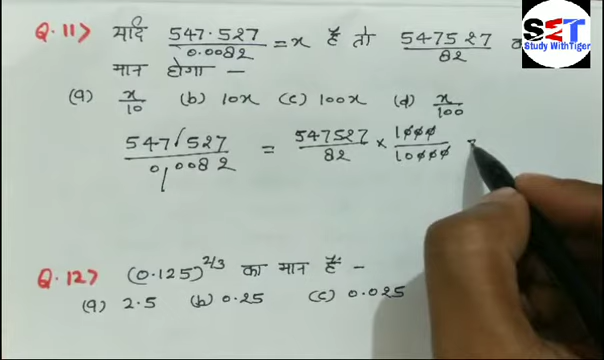 Q.11> यदि 547.527/0.0082 = x है तो 547527/82
मान होगा -
(a) x/10 (b) 10x (c) 100x (d) x/100
547/527/0,0082 = 547527/82 × 1000/10000
Q.12> (0.125)^2/3 का मान हैं -
(a) 2.5 (b) 0.25 (c) 0.025
SET
Study WithTiger